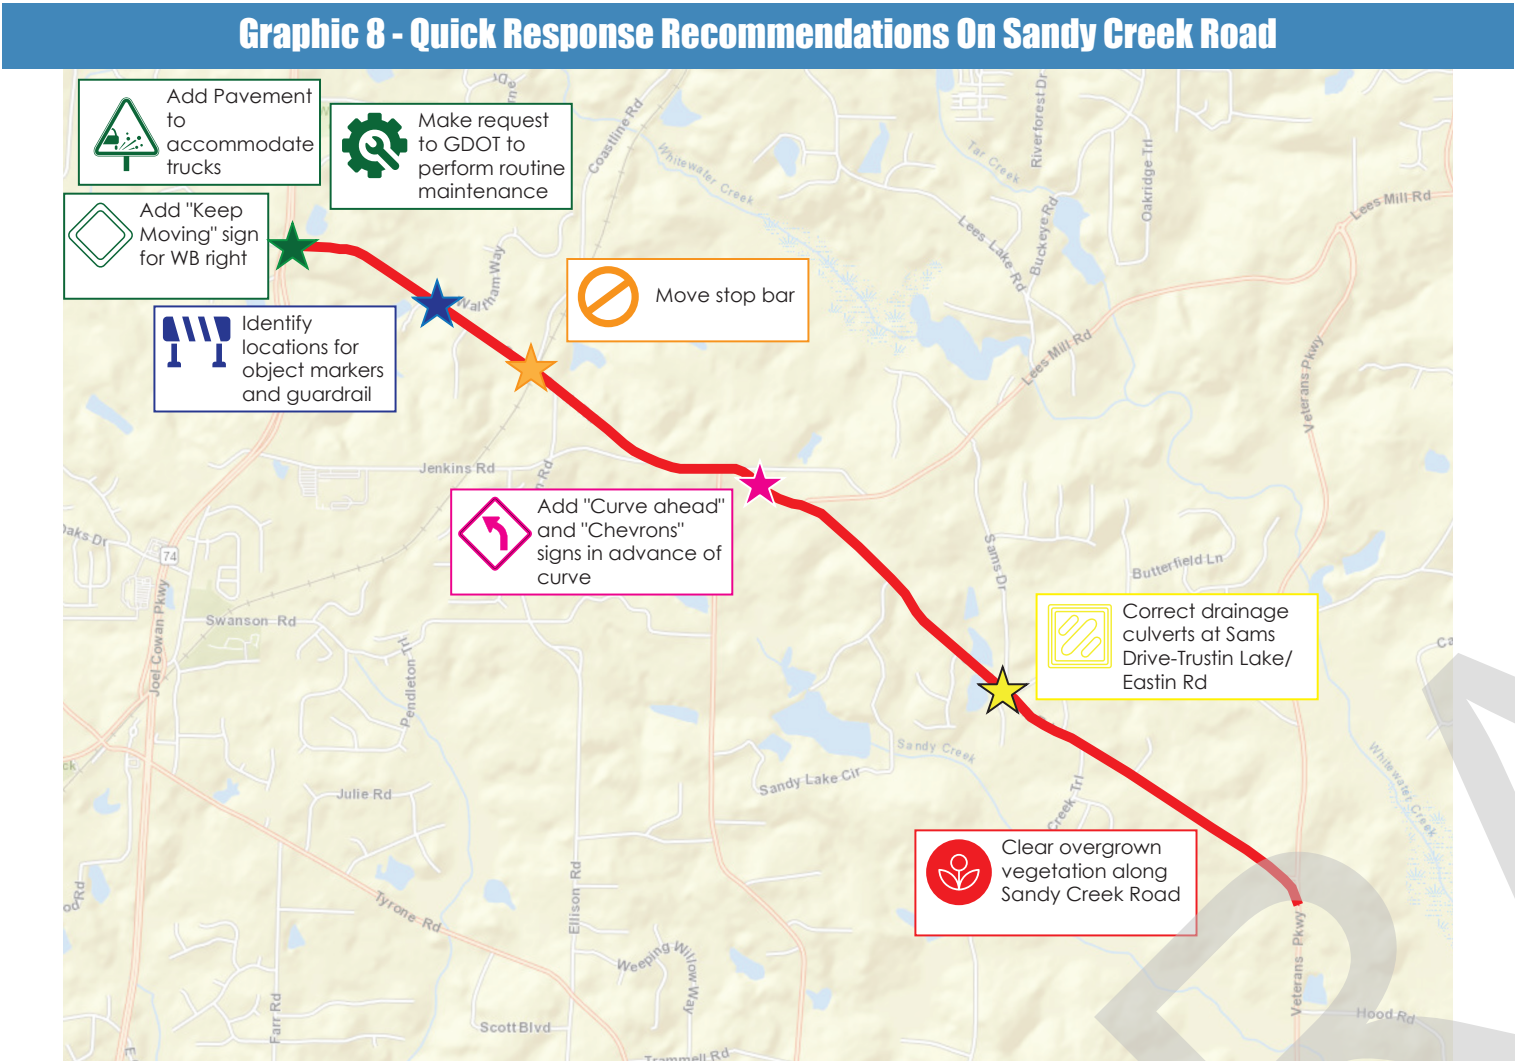 Graphic 8 - Quick Response Recommendations On Sandy Creek Road
Add Pavement
to
accommodate
trucks
Make request
to GDOT to
perform routine
maintenance
Add "Keep
Moving" sign
for WB right
Identify
locations for
object markers
and guardrail
Move stop bar
Add "Curve ahead"
and "Chevrons"
signs in advance of
curve
Correct drainage
culverts at Sams
Drive-Trustin Lake/
Eastin Rd
Clear overgrown
vegetation along
Sandy Creek Road
Coastline Rd
Whitewater Creek
Tar Creek
Riverforest Dr
Oakridge Trl
Lees Mill Rd
Lees Lake Rd
Buckeye Rd
Waltham Way
Lees Mill Rd
Veterans Pkwy
Jenkins Rd
n Rd
oaks Dr
74
Joel Cowan Pkwy
Swanson Rd
Pendleton Trl
Sams Dr
Butterfield Ln
Ca
Sandy Creek
Sandy Lake Cir
Creek Trl
Whitewater Creek
ck
Julie Rd
Tyrone Rd
Ellison Rd
od Rd
Weeping Willow Way
Farr Rd
Scott Blvd
Trammell Rd
Veterans Pkwy
Hood Rd